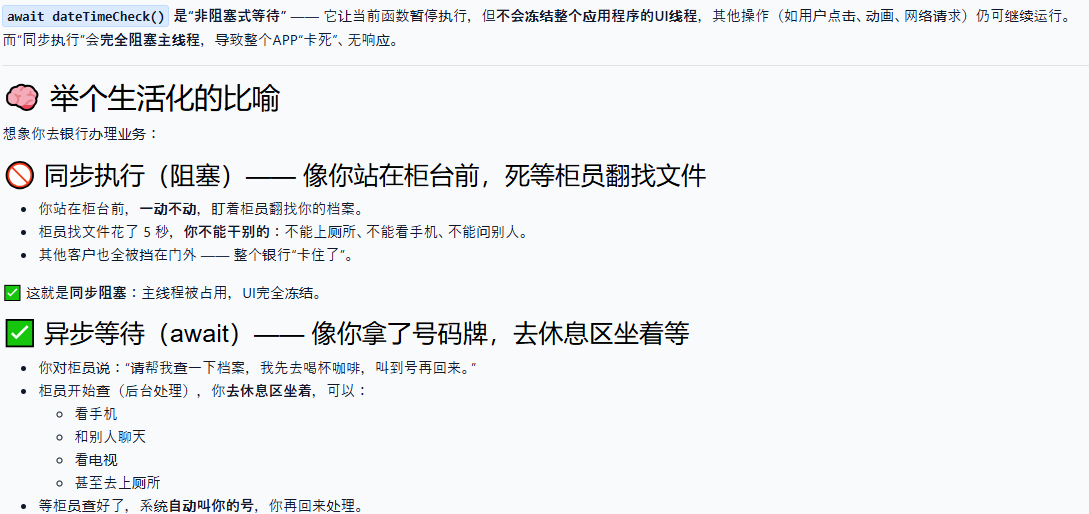 await dateTimeCheck() 是“非阻塞式等待” —— 它让当前函数暂停执行，但不会冻结整个应用程序的UI线程，其他操作（如用户点击、动画、网络请求）仍可继续运行。
而“同步执行”会完全阻塞主线程，导致整个APP“卡死”、无响应。
🧠 举个生活化的比喻
想象你去银行办理业务：
🚫 同步执行（阻塞）—— 像你站在柜台前，死等柜员翻找文件
• 你站在柜台前，一动不动，盯着柜员翻找你的档案。
• 柜员找文件花了 5 秒，你不能干别的：不能上厕所、不能看手机、不能问别人。
• 其他客户也全被挡在门外 —— 整个银行“卡住了”。
✅ 这就是同步阻塞：主线程被占用，UI完全冻结。
✅ 异步等待（await）—— 像你拿了号码牌，去休息区坐着等
• 你对柜员说：“请帮我查一下档案，我先去喝杯咖啡，叫到号再回来。”
• 柜员开始查（后台处理），你去休息区坐着，可以：
◦ 看手机
◦ 和别人聊天
◦ 看电视
◦ 甚至去上厕所
• 等柜员查好了，系统自动叫你的号，你再回来处理。